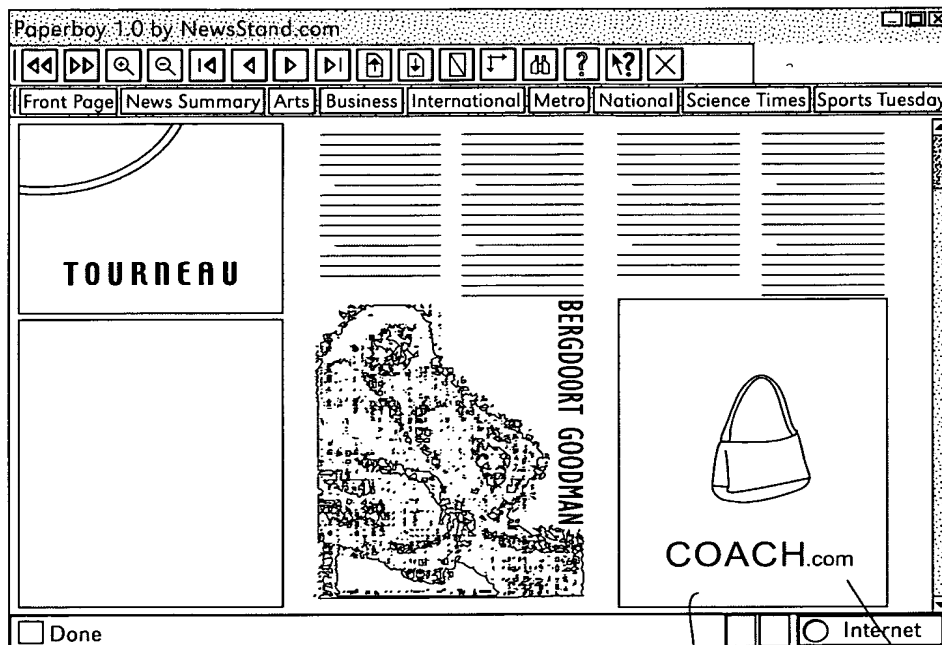 Paperboy 1.0 by NewsStand.com
?
?
Front Page News Summary Arts Business International Metro National Science Times Sports Tuesday
TOURNEAU
BERGDOORT GOODMAN
COACH.com
Done
Internet